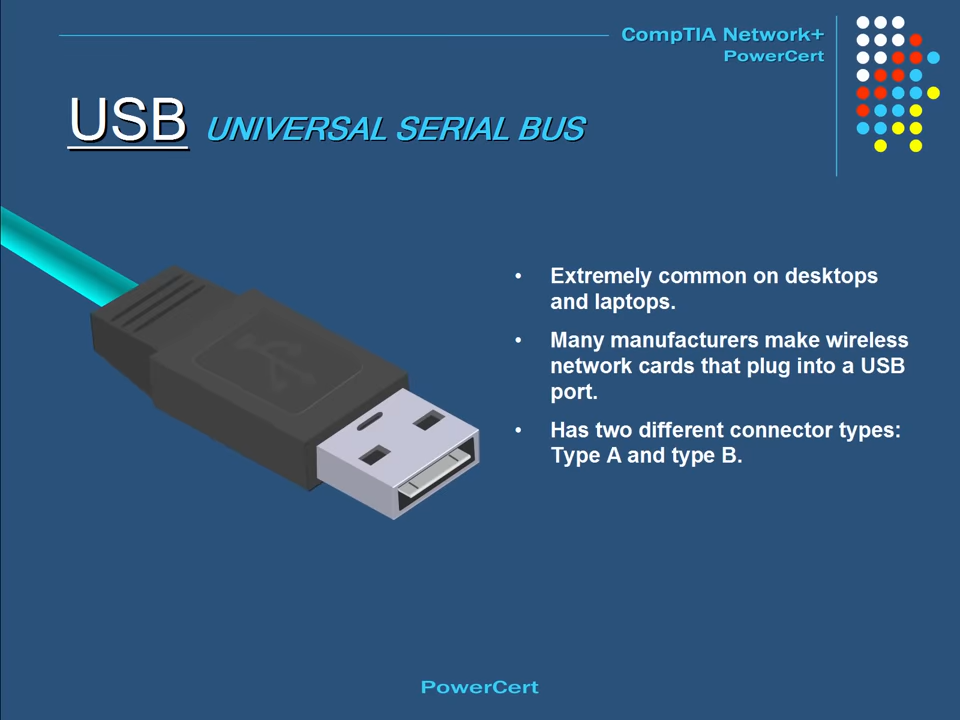 CompTIA Network+
PowerCert
USB UNIVERSAL SERIAL BUS
• Extremely common on desktops
and laptops.
• Many manufacturers make wireless
network cards that plug into a USB
port.
• Has two different connector types:
Type A and type B.
PowerCert